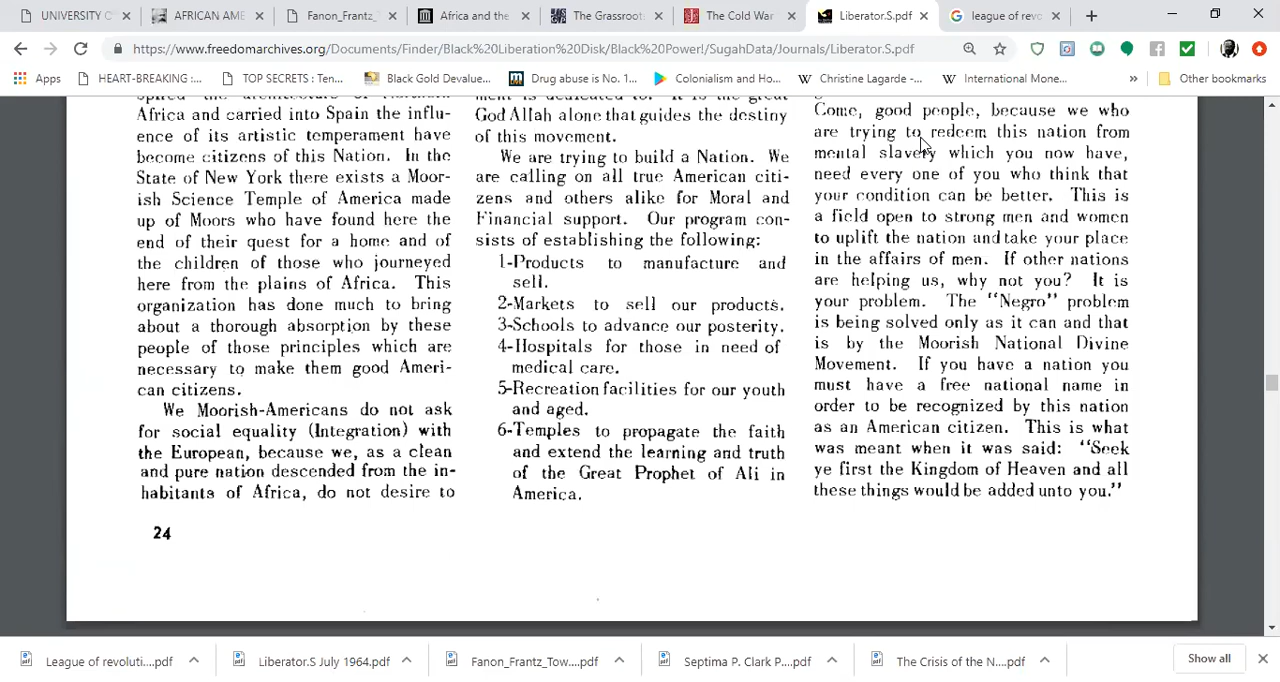 UNIVERSITY O
AFRICAN AME
Fanon_Frantz_
Africa and the
The Grassroot
The Cold War
Liberator.S.pdf
league of revo
https://www.freedomarchives.org/Documents/Finder/Black%20Liberation%20Disk/Black%20Power!/SugahData/Journals/Liberator.S.pdf
Apps
HEART-BREAKING :...
TOP SECRETS : Ten...
Black Gold Devalue...
Drug abuse is No. 1...
Colonialism and Ho...
Christine Lagarde -...
International Mone...
»
Other bookmarks
Africa and carried into Spain the influ-
ence of its artistic temperament have
become citizens of this Nation. In the
State of New York there exists a Moor-
ish Science Temple of America made
up of Moors who have found here the
end of their quest for a home and of
the children of those who journeyed
here from the plains of Africa. This
organization has done much to bring
about a thorough absorption by these
people of those principles which are
necessary to make them good Ameri-
can citizens.
We Moorish-Americans do not ask
for social equality (Integration) with
the European, because we, as a clean
and pure nation descended from the in-
habitants of Africa, do not desire to
24
ment is dedicated to. It is the great
God Allah alone that guides the destiny
of this movement.
We are trying to build a Nation. We
are calling on all true American citi-
zens and others alike for Moral and
Financial support. Our program con-
sists of establishing the following:
1-Products to manufacture and
sell.
2-Markets to sell our products.
3-Schools to advance our posterity.
4-Hospitals for those in need of
medical care.
5-Recreation facilities for our youth
and aged.
6-Temples to propagate the faith
and extend the learning and truth
of the Great Prophet of Ali in
America.
Come, good people, because we who
are trying to redeem this nation from
mental slavery which you now have,
need every one of you who think that
your condition can be better. This is
a field open to strong men and women
to uplift the nation and take your place
in the affairs of men. If other nations
are helping us, why not you? It is
your problem. The "Negro" problem
is being solved only as it can and that
is by the Moorish National Divine
Movement. If you have a nation you
must have a free national name in
order to be recognized by this nation
as an American citizen. This is what
was meant when it was said: "Seek
ye first the Kingdom of Heaven and all
these things would be added unto you."
League of revoluti....pdf
Liberator.S July 1964.pdf
Fanon_Frantz_Tow....pdf
Septima P. Clark P....pdf
The Crisis of the N....pdf
Show all